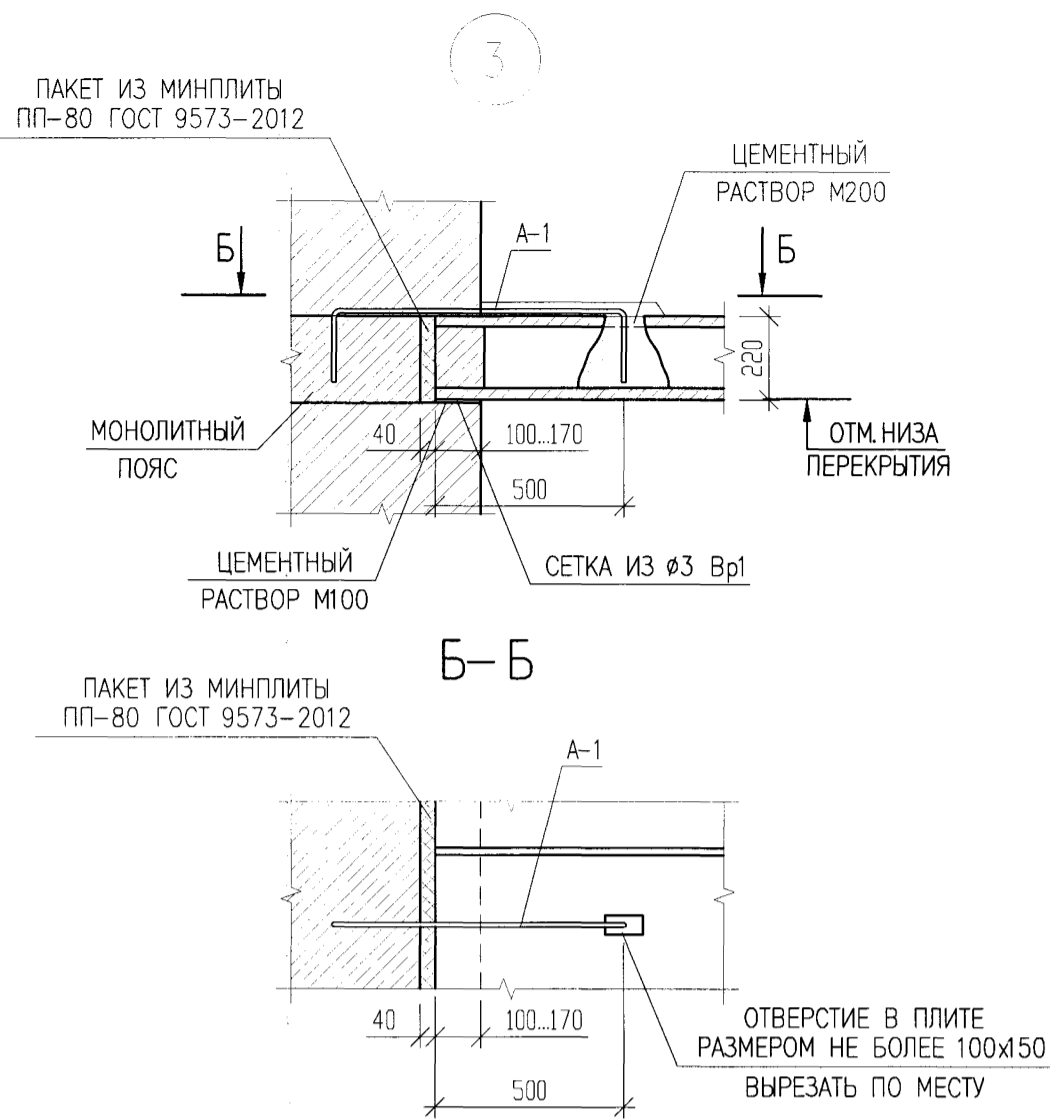 3
ПАКЕТ ИЗ МИНПЛИТЫ
ПП-80 ГОСТ 9573-2012
ЦЕМЕНТНЫЙ
РАСТВОР М200
А-1
Б
Б
220
МОНОЛИТНЫЙ
ПОЯС
40
100...170
500
ОТМ. НИЗА
ПЕРЕКРЫТИЯ
ЦЕМЕНТНЫЙ
РАСТВОР М100
СЕТКА ИЗ ø3 Вр1
Б-Б
ПАКЕТ ИЗ МИНПЛИТЫ
ПП-80 ГОСТ 9573-2012
А-1
40
100...170
500
ОТВЕРСТИЕ В ПЛИТЕ
РАЗМЕРОМ НЕ БОЛЕЕ 100х150
ВЫРЕЗАТЬ ПО МЕСТУ